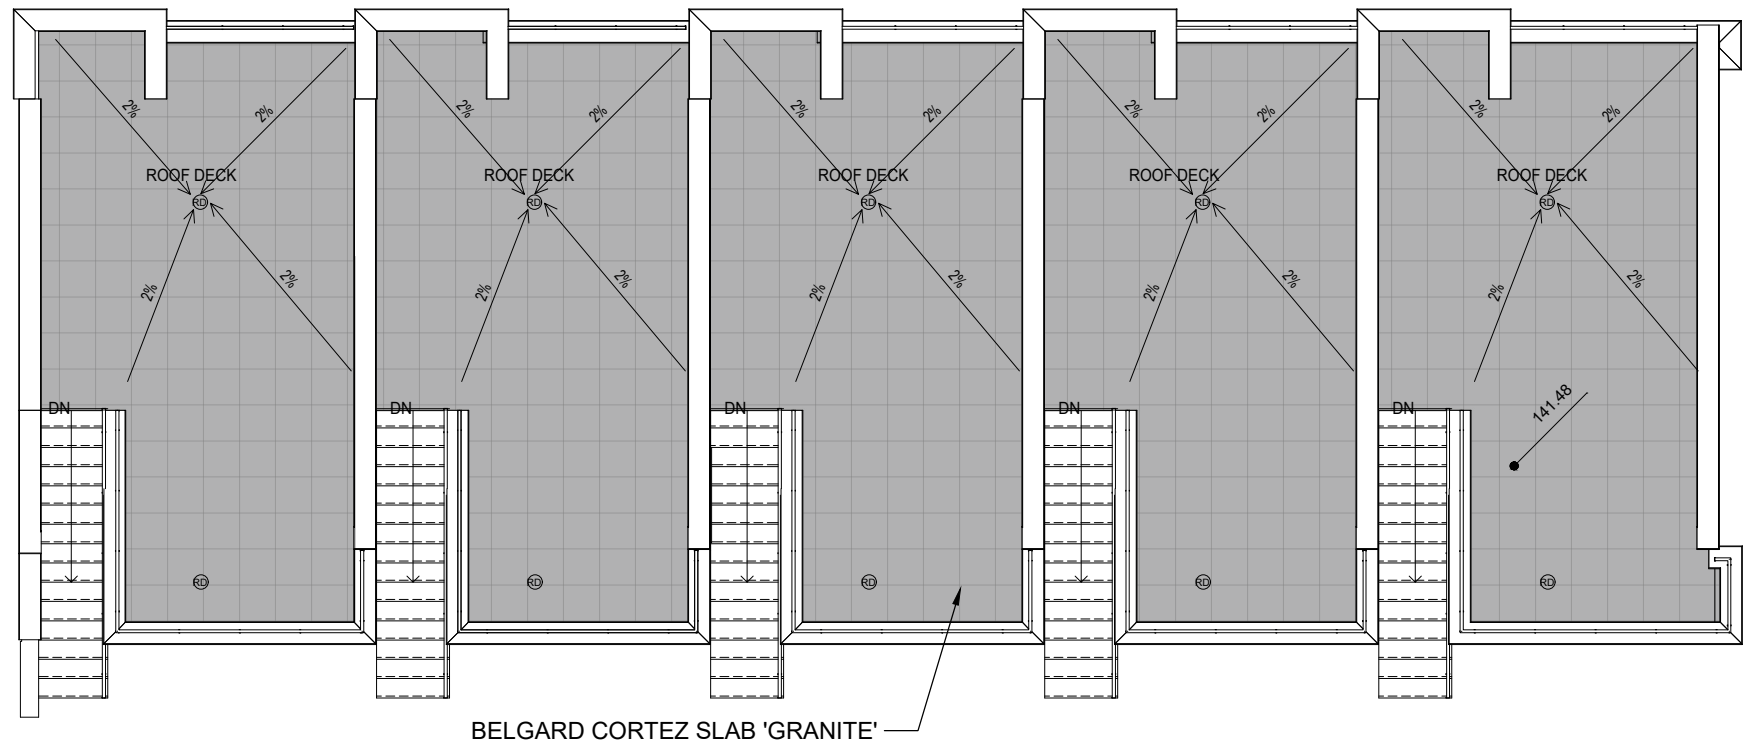 2% 2% 2% 2% 2% 2% 2% 2% 2% 2%
ROOF DECK ROOF DECK ROOF DECK ROOF DECK ROOF DECK
RD RD RD RD RD
2% 2% 2% 2% 2% 2% 2% 2% 2% 2%
141.48
DN DN DN DN DN
RD RD RD RD RD
BELGARD CORTEZ SLAB 'GRANITE'